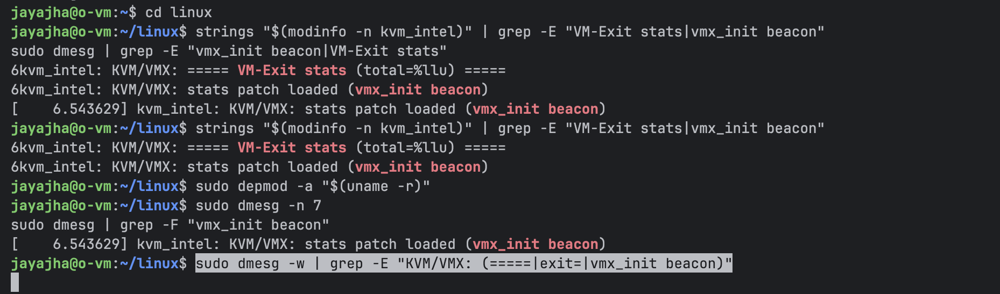 jayajha@o-vm:~$ cd linux
jayajha@o-vm:~/linux$ strings "$(modinfo -n kvm_intel)" | grep -E "VM-Exit stats|vmx_init beacon"
sudo dmesg | grep -E "vmx_init beacon|VM-Exit stats"
6kvm_intel: KVM/VMX: ===== VM-Exit stats (total=%llu) =====
6kvm_intel: KVM/VMX: stats patch loaded (vmx_init beacon)
[    6.543629] kvm_intel: KVM/VMX: stats patch loaded (vmx_init beacon)
jayajha@o-vm:~/linux$ strings "$(modinfo -n kvm_intel)" | grep -E "VM-Exit stats|vmx_init beacon"
6kvm_intel: KVM/VMX: ===== VM-Exit stats (total=%llu) =====
6kvm_intel: KVM/VMX: stats patch loaded (vmx_init beacon)
jayajha@o-vm:~/linux$ sudo depmod -a "$(uname -r)"
jayajha@o-vm:~/linux$ sudo dmesg -n 7
sudo dmesg | grep -F "vmx_init beacon"
[    6.543629] kvm_intel: KVM/VMX: stats patch loaded (vmx_init beacon)
jayajha@o-vm:~/linux$ sudo dmesg -w | grep -E "KVM/VMX: (=====|exit=|vmx_init beacon)"